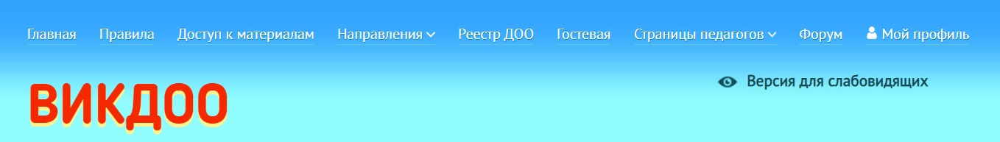 Главная Правила Доступ к материалам Направления Реестр ДОО Гостевая Страницы педагогов Форум Мой профиль
Версия для слабовидящих
ВИКДОО